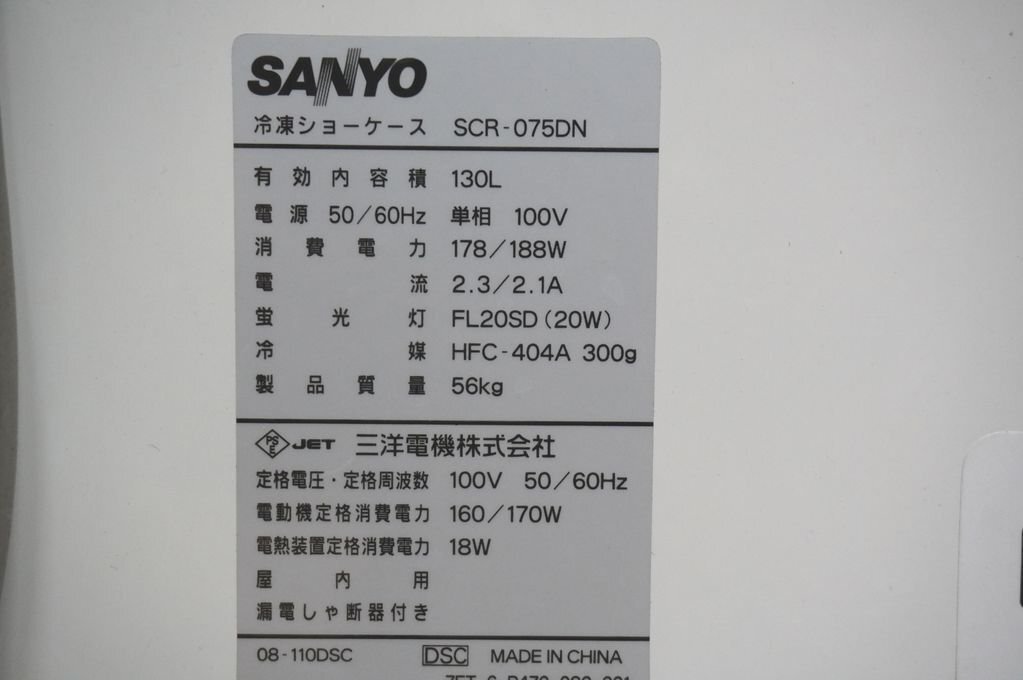 SANYO
冷凍ショーケース SCR-075DN
有効内容積 130L
電源 50/60Hz 単相 100V
消費電力 178/188W
電流 2.3/2.1A
蛍光灯 FL20SD(20W)
冷媒 HFC-404A 300g
製品質量 56kg
PSE JET 三洋電機株式会社
定格電圧・定格周波数 100V 50/60Hz
電動機定格消費電力 160/170W
電熱装置定格消費電力 18W
屋内用
漏電しゃ断器付き
08-110DSC DSC MADE IN CHINA